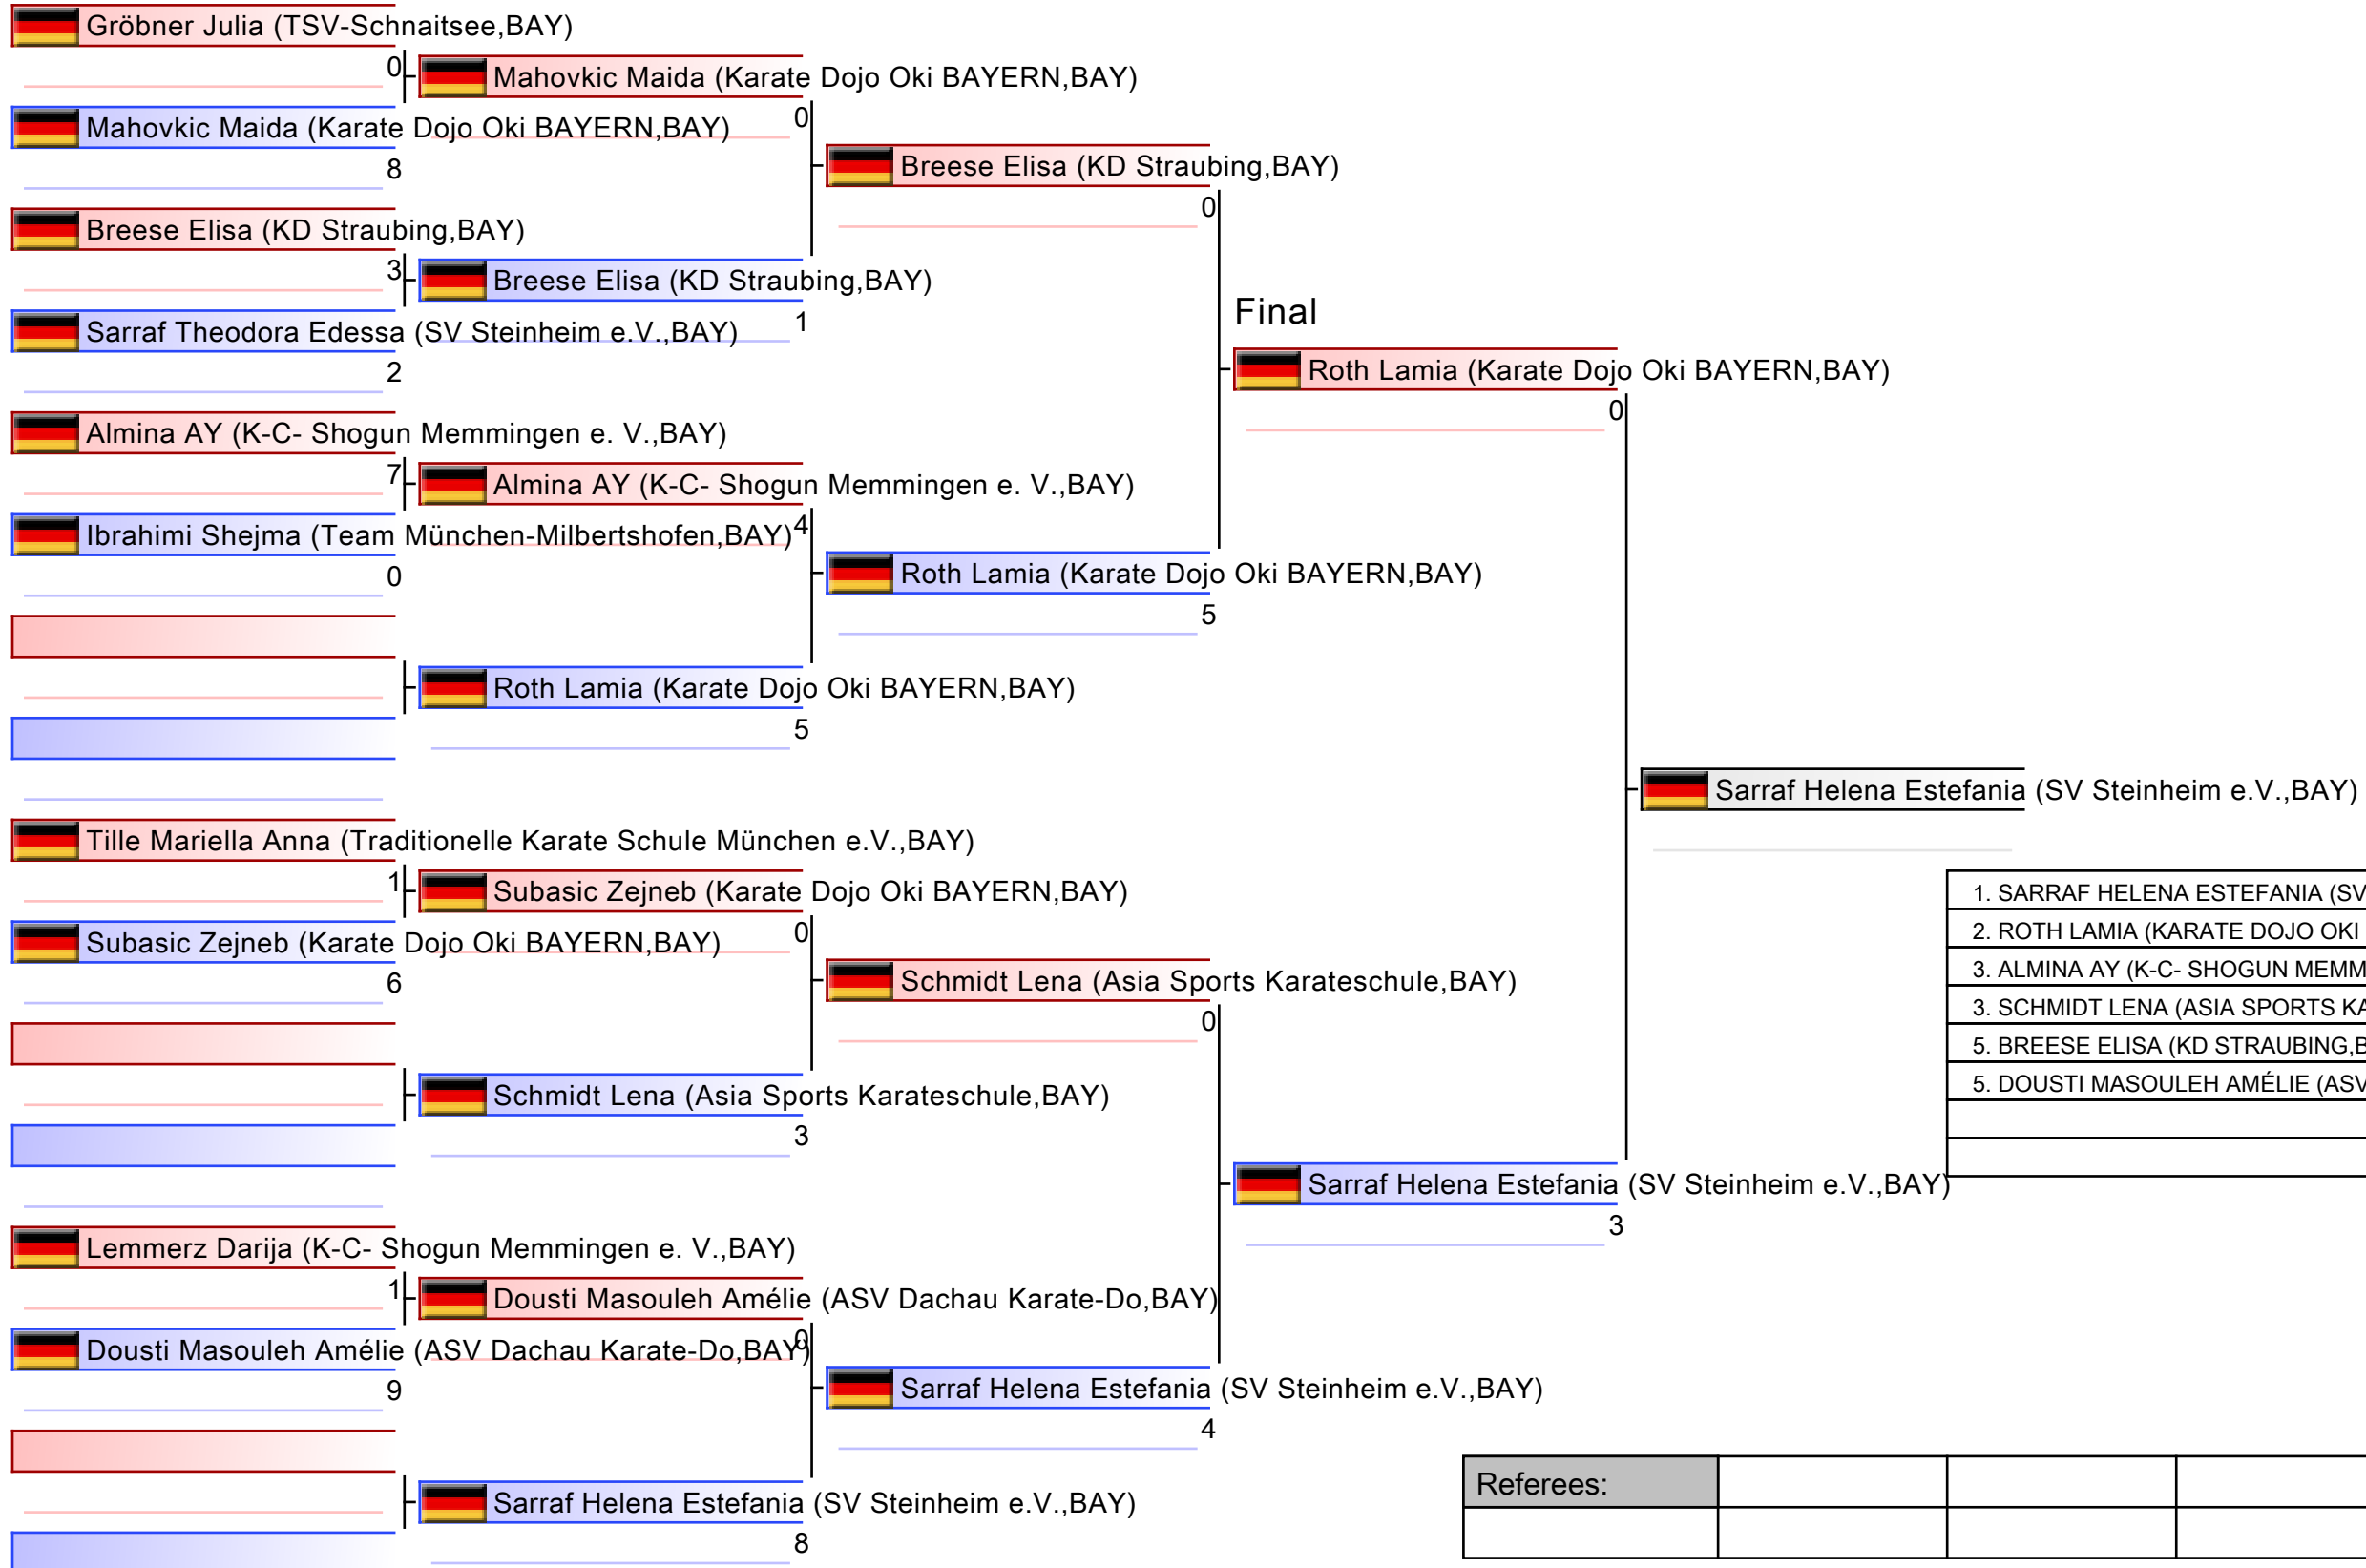 Gröbner Julia (TSV-Schnaitsee,BAY)
0
Mahovkic Maida (Karate Dojo Oki BAYERN,BAY)
8
Breese Elisa (KD Straubing,BAY)
3
Sarraf Theodora Edessa (SV Steinheim e.V.,BAY)
2
Almina AY (K-C- Shogun Memmingen e. V.,BAY)
7
Ibrahimi Shejma (Team München-Milbertshofen,BAY)
0
Tille Mariella Anna (Traditionelle Karate Schule München e.V.,BAY)
1
Subasic Zejneb (Karate Dojo Oki BAYERN,BAY)
6
Lemmerz Darija (K-C- Shogun Memmingen e. V.,BAY)
1
Dousti Masouleh Amélie (ASV Dachau Karate-Do,BAY)
9
Mahovkic Maida (Karate Dojo Oki BAYERN,BAY)
0
Breese Elisa (KD Straubing,BAY)
1
Almina AY (K-C- Shogun Memmingen e. V.,BAY)
4
Roth Lamia (Karate Dojo Oki BAYERN,BAY)
5
Subasic Zejneb (Karate Dojo Oki BAYERN,BAY)
0
Schmidt Lena (Asia Sports Karateschule,BAY)
3
Dousti Masouleh Amélie (ASV Dachau Karate-Do,BAY)
0
Sarraf Helena Estefania (SV Steinheim e.V.,BAY)
8
Breese Elisa (KD Straubing,BAY)
0
Roth Lamia (Karate Dojo Oki BAYERN,BAY)
5
Schmidt Lena (Asia Sports Karateschule,BAY)
0
Sarraf Helena Estefania (SV Steinheim e.V.,BAY)
4
Final
Roth Lamia (Karate Dojo Oki BAYERN,BAY)
0
Sarraf Helena Estefania (SV Steinheim e.V.,BAY)
3
Sarraf Helena Estefania (SV Steinheim e.V.,BAY)
1. SARRAF HELENA ESTEFANIA (SV
2. ROTH LAMIA (KARATE DOJO OKI
3. ALMINA AY (K-C- SHOGUN MEMM
3. SCHMIDT LENA (ASIA SPORTS KA
5. BREESE ELISA (KD STRAUBING,B
5. DOUSTI MASOULEH AMÉLIE (ASV
Referees: